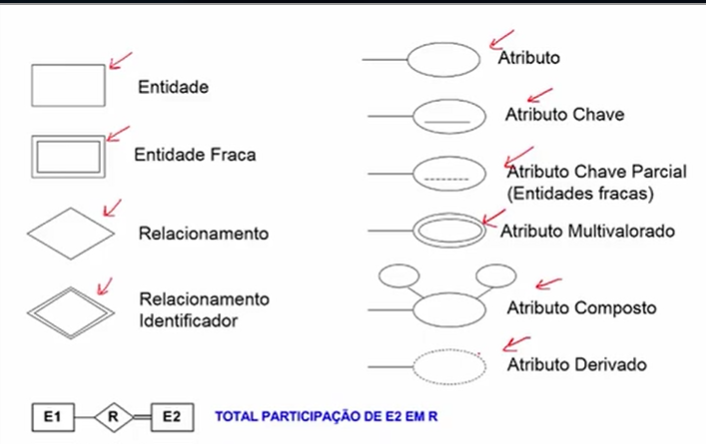 Entidade
Entidade Fraca
Relacionamento
Relacionamento
Identificador
Atributo
Atributo Chave
Atributo Chave Parcial
(Entidades fracas)
Atributo Multivalorado
Atributo Composto
Atributo Derivado
E1 R E2 TOTAL PARTICIPAÇÃO DE E2 EM R